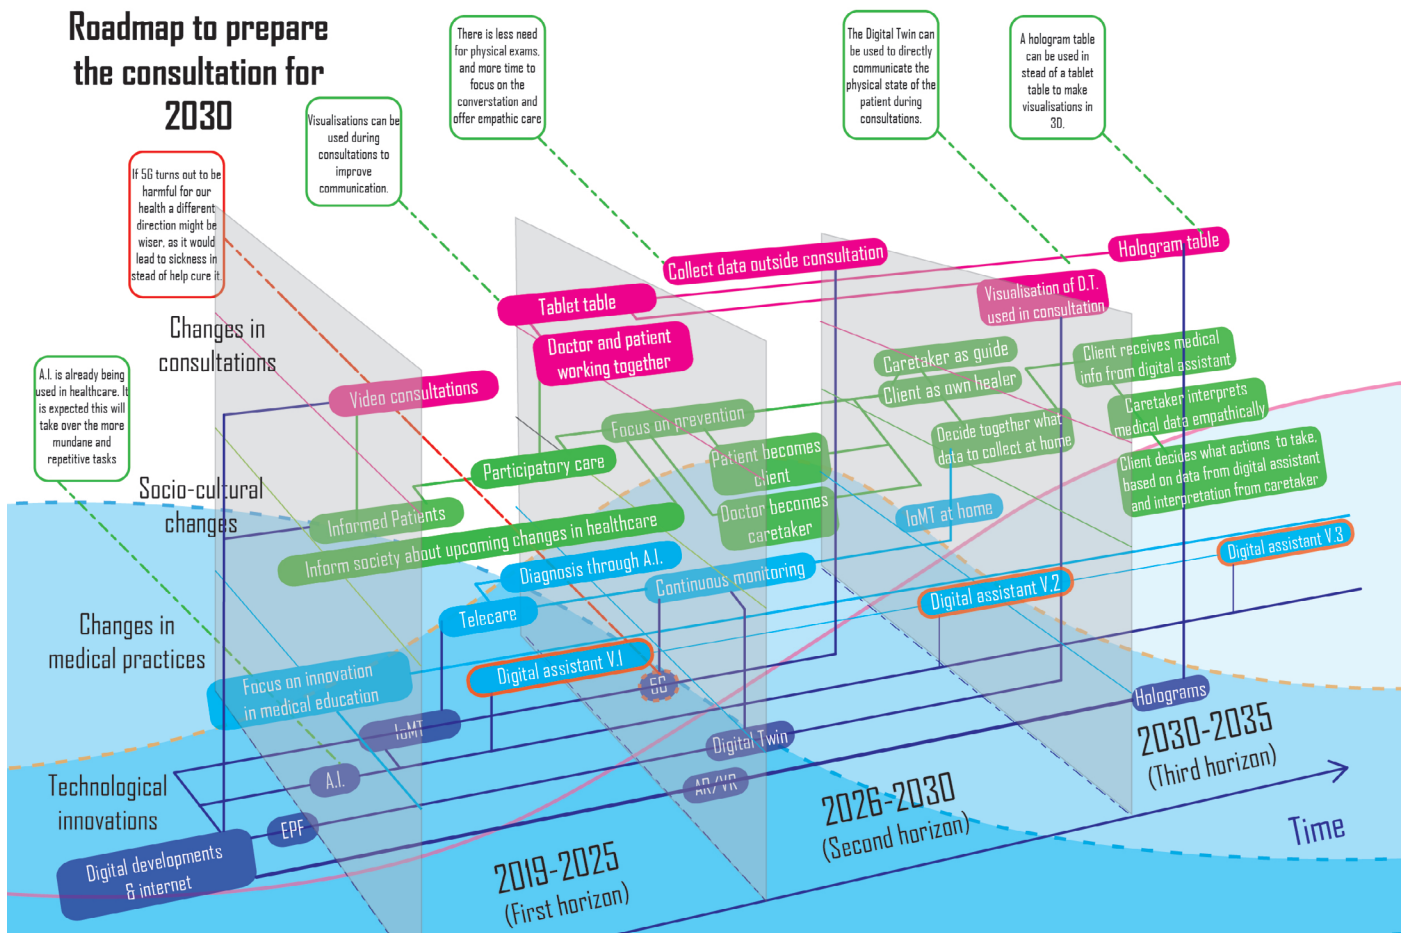 Roadmap to prepare
the consultation for
2030
If 5G turns out to be
harmful for our
health a different
direction might be
wiser, as it would
lead to sickness in
stead of help cure it.
Visualisations can be
used during
consultations to
improve
communication.
There is less need
for physical exams,
and more time to
focus on the
converstation and
offer empathic care
The Digital Twin can
be used to directly
communicate the
physical state of the
patient during
consultations.
A hologram table
can be used in
stead of a tablet
table to make
visualisations in
3D.
A.I. is already being
used in healthcare. It
is expected this will
take over the more
mundane and
repetitive tasks
Changes in
consultations
Video consultations
Tablet table
Doctor and patient
working together
Collect data outside consultation
Visualisation of D.T.
used in consultation
Hologram table
Socio-cultural
changes
Informed Patients
Inform society about upcoming changes in healthcare
Participatory care
Focus on prevention
Patient becomes
client
Doctor becomes
caretaker
Caretaker as guide
Client as own healer
Decide together what
data to collect at home
Client receives medical
info from digital assistant
Caretaker interprets
medical data empathically
Client decides what actions to take,
based on data from digital assistant
and interpretation from caretaker
Changes in
medical practices
Focus on innovation
in medical education
Telecare
Diagnosis through A.I.
Continuous monitoring
IoMT at home
Digital assistant V.1
Digital assistant V.2
Digital assistant V.3
Technological
innovations
Digital developments
& internet
EPF
A.I.
IoMT
5G
Digital Twin
AR/VR
Holograms
2019-2025
(First horizon)
2026-2030
(Second horizon)
2030-2035
(Third horizon)
Time